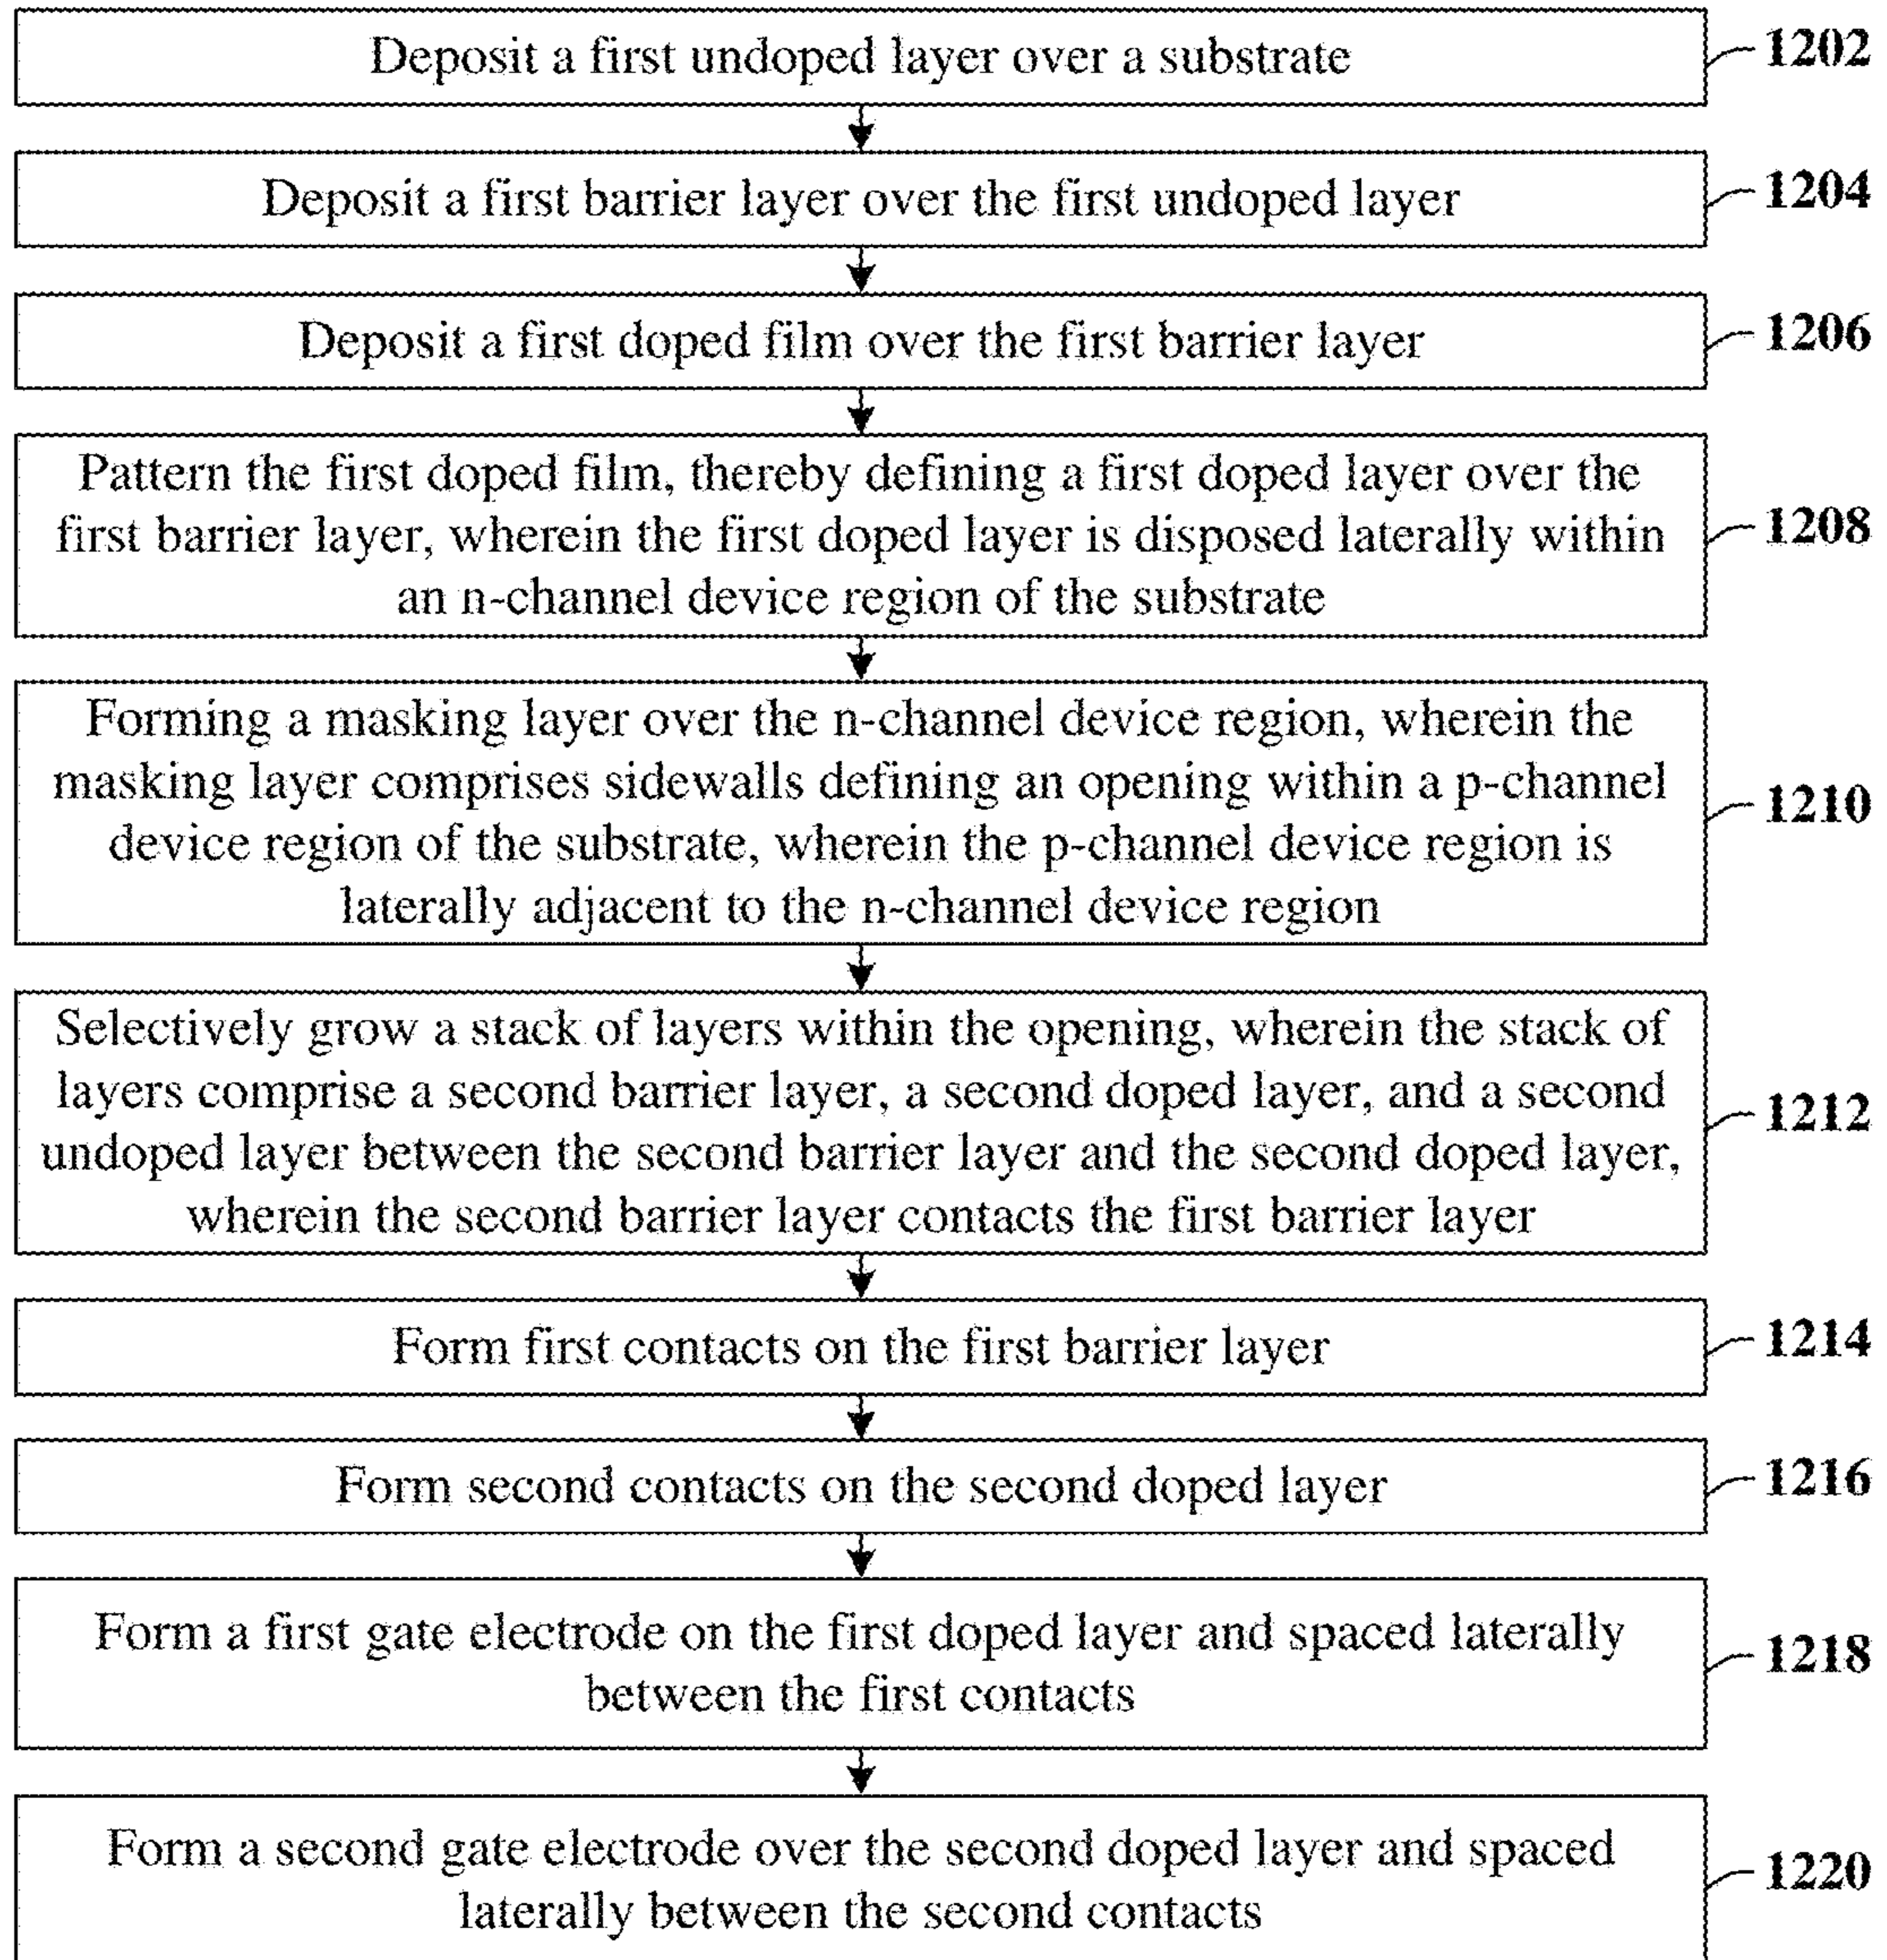 Deposit a first undoped layer over a substrate
1202
Deposit a first barrier layer over the first undoped layer
1204
Deposit a first doped film over the first barrier layer
1206
Pattern the first doped film, thereby defining a first doped layer over the
first barrier layer, wherein the first doped layer is disposed laterally within
an n-channel device region of the substrate
1208
Forming a masking layer over the n-channel device region, wherein the
masking layer comprises sidewalls defining an opening within a p-channel
device region of the substrate, wherein the p-channel device region is
laterally adjacent to the n-channel device region
1210
Selectively grow a stack of layers within the opening, wherein the stack of
layers comprise a second barrier layer, a second doped layer, and a second
undoped layer between the second barrier layer and the second doped layer,
wherein the second barrier layer contacts the first barrier layer
1212
Form first contacts on the first barrier layer
1214
Form second contacts on the second doped layer
1216
Form a first gate electrode on the first doped layer and spaced laterally
between the first contacts
1218
Form a second gate electrode over the second doped layer and spaced
laterally between the second contacts
1220